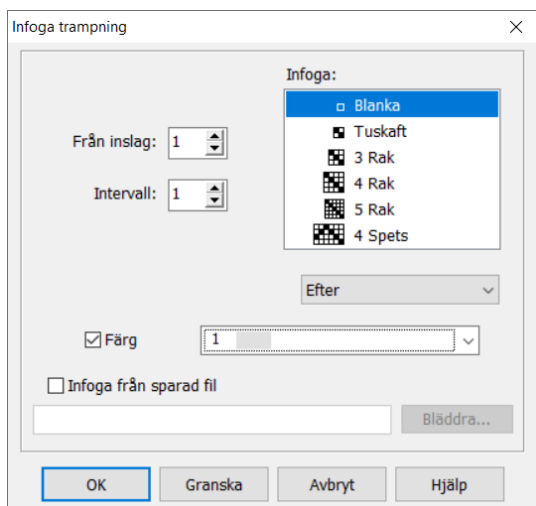 Infoga trampning
Infoga:
Blanka
Tuskaft
3 Rak
4 Rak
5 Rak
4 Spets
Från inslag: 1
Intervall: 1
Efter
Färg 1
Infoga från sparad fil
Bläddra...
OK Granska Avbryt Hjälp